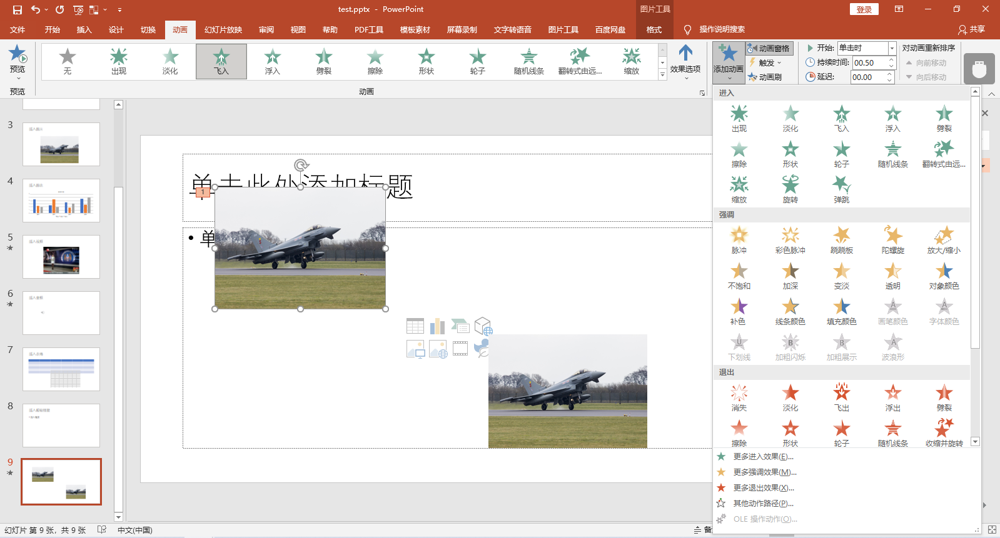 test.pptx - PowerPoint
图片工具
登录
文件 开始 插入 设计 切换 动画 幻灯片放映 审阅 视图 帮助 PDF工具 模板素材 屏幕录制 文字转语音 图片工具 百度网盘 格式 操作说明搜索 共享
预览
无 出现 淡化 飞入 浮入 劈裂 擦除 形状 轮子 随机线条 翻转式由远... 缩放
效果选项
添加动画
动画窗格
触发
动画刷
开始: 单击时
持续时间: 00.50
延迟: 00.00
对动画重新排序
向前移动
向后移动
预览
动画
3
4
5
6
7
8
9
单击此处添加标题
1
• 单
进入
出现 淡化 飞入 浮入 劈裂
擦除 形状 轮子 随机线条 翻转式由远...
缩放 旋转 弹跳
强调
脉冲 彩色脉冲 跷跷板 陀螺旋 放大/缩小
不饱和 加深 变淡 透明 对象颜色
补色 线条颜色 填充颜色 画笔颜色 字体颜色
下划线 加粗闪烁 加粗展示 波浪形
退出
消失 淡化 飞出 浮出 劈裂
擦除 形状 轮子 随机线条 收缩并旋转
更多进入效果(E)...
更多强调效果(M)...
更多退出效果(X)...
其他动作路径(P)...
OLE 操作动作(O)...
幻灯片 第 9 张，共 9 张 中文(中国) 备